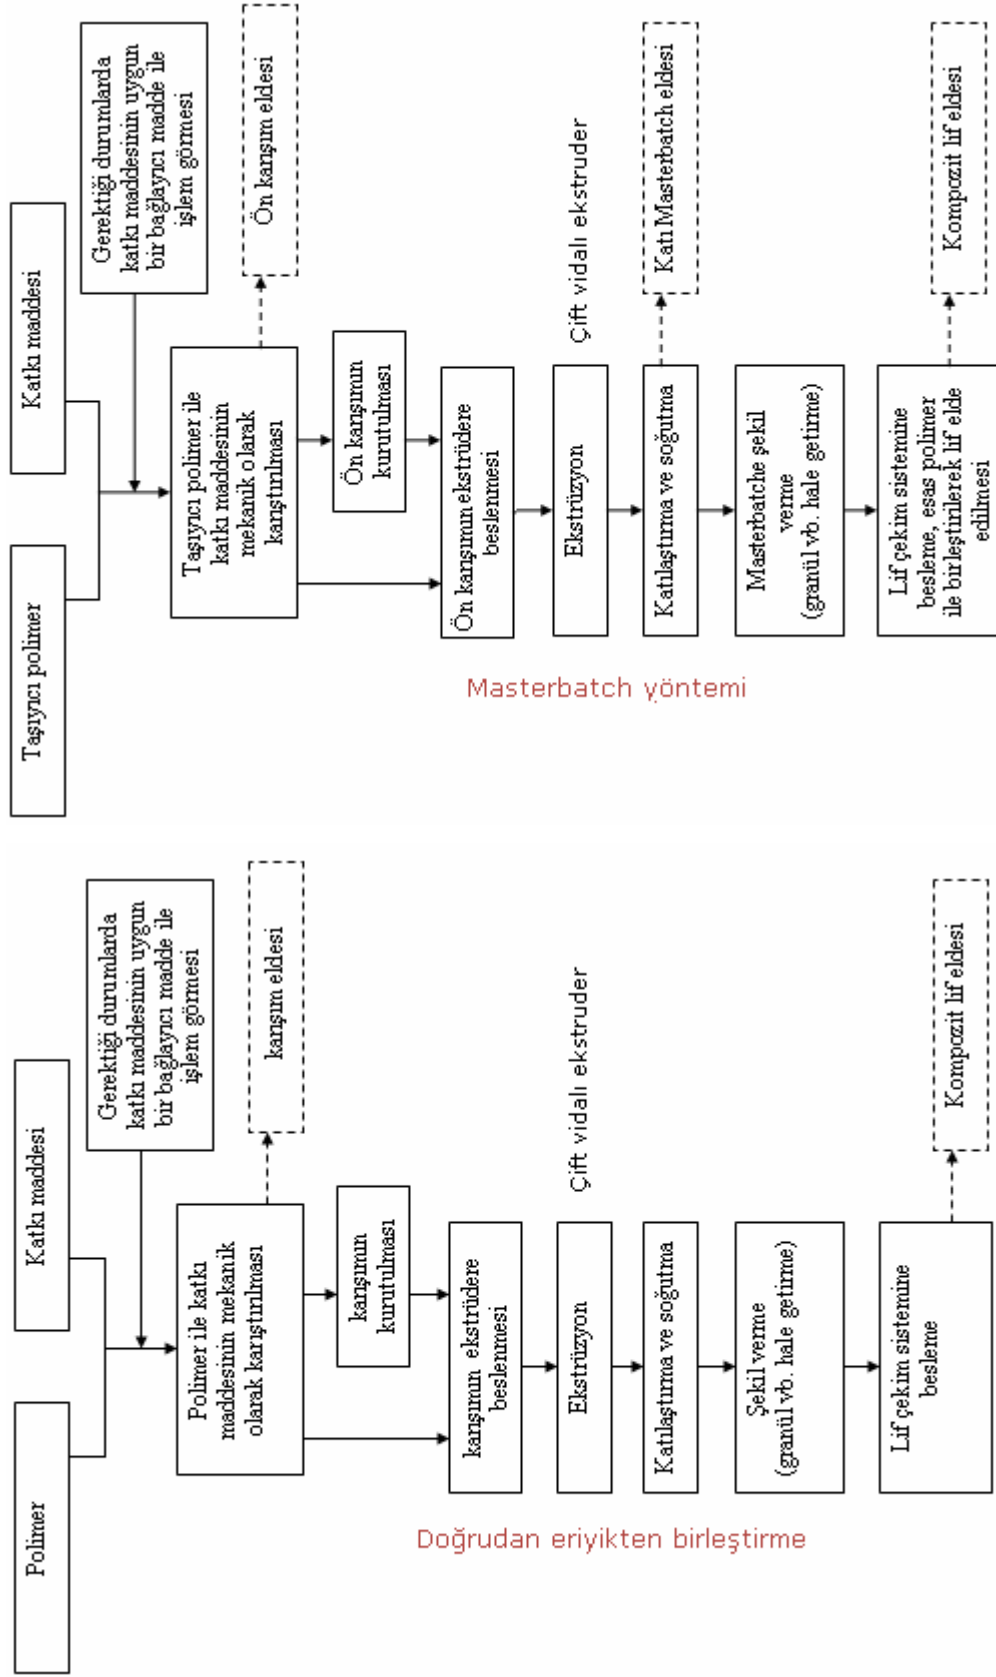 Polimer
Katkı maddesi
Gerektiği durumlarda
katkı maddesinin uygun
bir bağlayıcı madde ile
işlem görmesi
Polimer ile katkı
maddesinin mekanik
olarak karıştırılması
karışım eldesi
karışımın
kurutulması
karışımın ekstrüdere
beslenmesi
Ekstrüzyon
Çift vidalı ekstruder
Katılaştırma ve soğutma
Şekil verme
(granül vb. hale getirme)
Lif çekim sistemine
besleme
Kompozit lif eldesi
Doğrudan eriyikten birleştirme
Taşıyıcı polimer
Katkı maddesi
Gerektiği durumlarda
katkı maddesinin uygun
bir bağlayıcı madde ile
işlem görmesi
Taşıyıcı polimer ile
katkı maddesinin
mekanik olarak
karıştırılması
Ön karışım eldesi
Ön karışımın
kurutulması
Ön karışımın ekstrüdere
beslenmesi
Ekstrüzyon
Çift vidalı ekstruder
Katılaştırma ve soğutma
Katı Masterbatch eldesi
Masterbatche şekil
verme
(granül vb. hale getirme)
Lif çekim sistemine
besleme, esas polimer
ile birleştirilerek lif elde
edilmesi
Kompozit lif eldesi
Masterbatch yöntemi